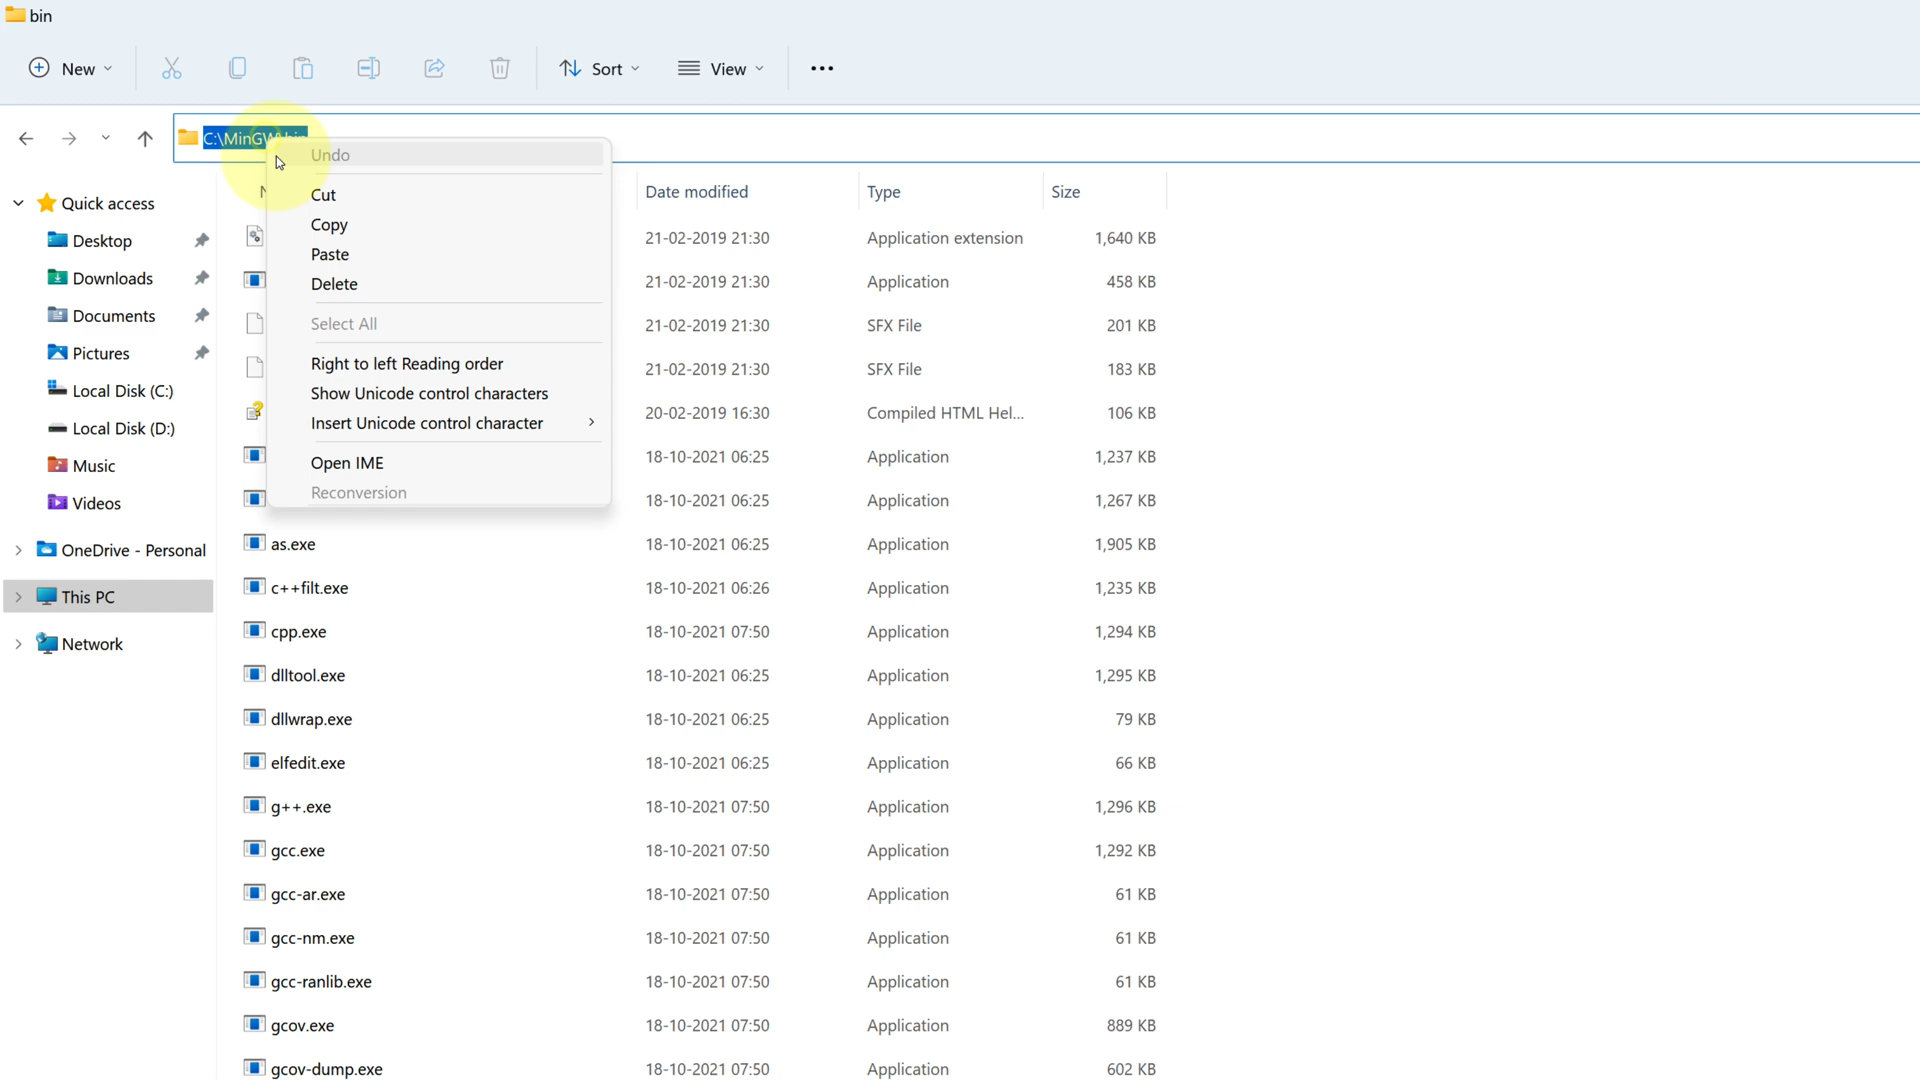 bin
New
Sort
View
C:\MinGW\bin
Undo
Cut
Copy
Paste
Delete
Select All
Right to left Reading order
Show Unicode control characters
Insert Unicode control character
Open IME
Reconversion
Quick access
Desktop
Downloads
Documents
Pictures
Local Disk (C:)
Local Disk (D:)
Music
Videos
OneDrive - Personal
This PC
Network
Date modified Type Size
21-02-2019 21:30 Application extension 1,640 KB
21-02-2019 21:30 Application 458 KB
21-02-2019 21:30 SFX File 201 KB
21-02-2019 21:30 SFX File 183 KB
20-02-2019 16:30 Compiled HTML Hel... 106 KB
18-10-2021 06:25 Application 1,237 KB
18-10-2021 06:25 Application 1,267 KB
as.exe 18-10-2021 06:25 Application 1,905 KB
c++filt.exe 18-10-2021 06:26 Application 1,235 KB
cpp.exe 18-10-2021 07:50 Application 1,294 KB
dlltool.exe 18-10-2021 06:25 Application 1,295 KB
dllwrap.exe 18-10-2021 06:25 Application 79 KB
elfedit.exe 18-10-2021 06:25 Application 66 KB
g++.exe 18-10-2021 07:50 Application 1,296 KB
gcc.exe 18-10-2021 07:50 Application 1,292 KB
gcc-ar.exe 18-10-2021 07:50 Application 61 KB
gcc-nm.exe 18-10-2021 07:50 Application 61 KB
gcc-ranlib.exe 18-10-2021 07:50 Application 61 KB
gcov.exe 18-10-2021 07:50 Application 889 KB
gcov-dump.exe 18-10-2021 07:50 Application 602 KB